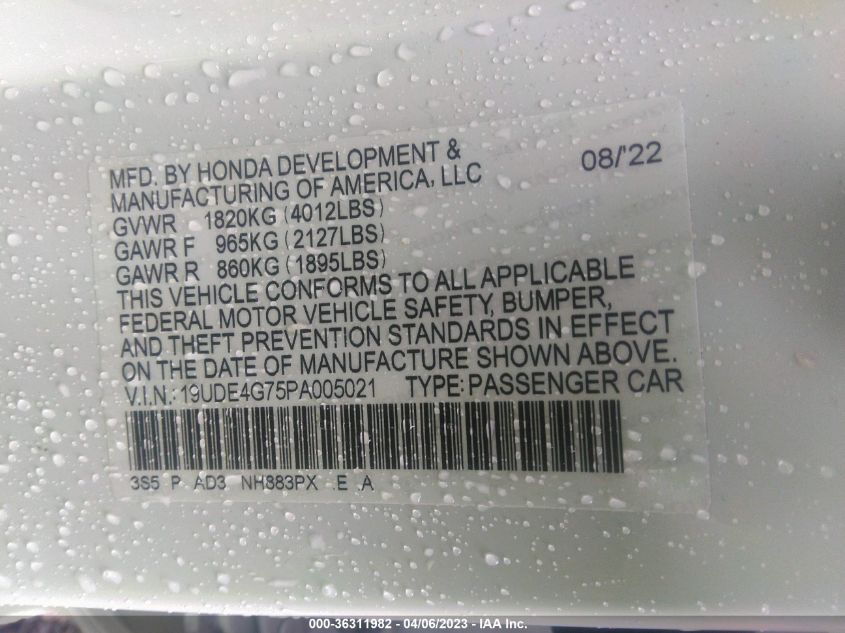 MFD. BY HONDA DEVELOPMENT &
MANUFACTURING OF AMERICA, LLC
08/'22
GVWR 1820KG (4012LBS)
GAWR F 965KG (2127LBS)
GAWR R 860KG (1895LBS)
THIS VEHICLE CONFORMS TO ALL APPLICABLE
FEDERAL MOTOR VEHICLE SAFETY, BUMPER,
AND THEFT PREVENTION STANDARDS IN EFFECT
ON THE DATE OF MANUFACTURE SHOWN ABOVE.
V.I.N.: 19UDE4G75PA005021 TYPE: PASSENGER CAR
3S5 P AD3 NH883PX E A
000-36311982 - 04/06/2023 - IAA Inc.